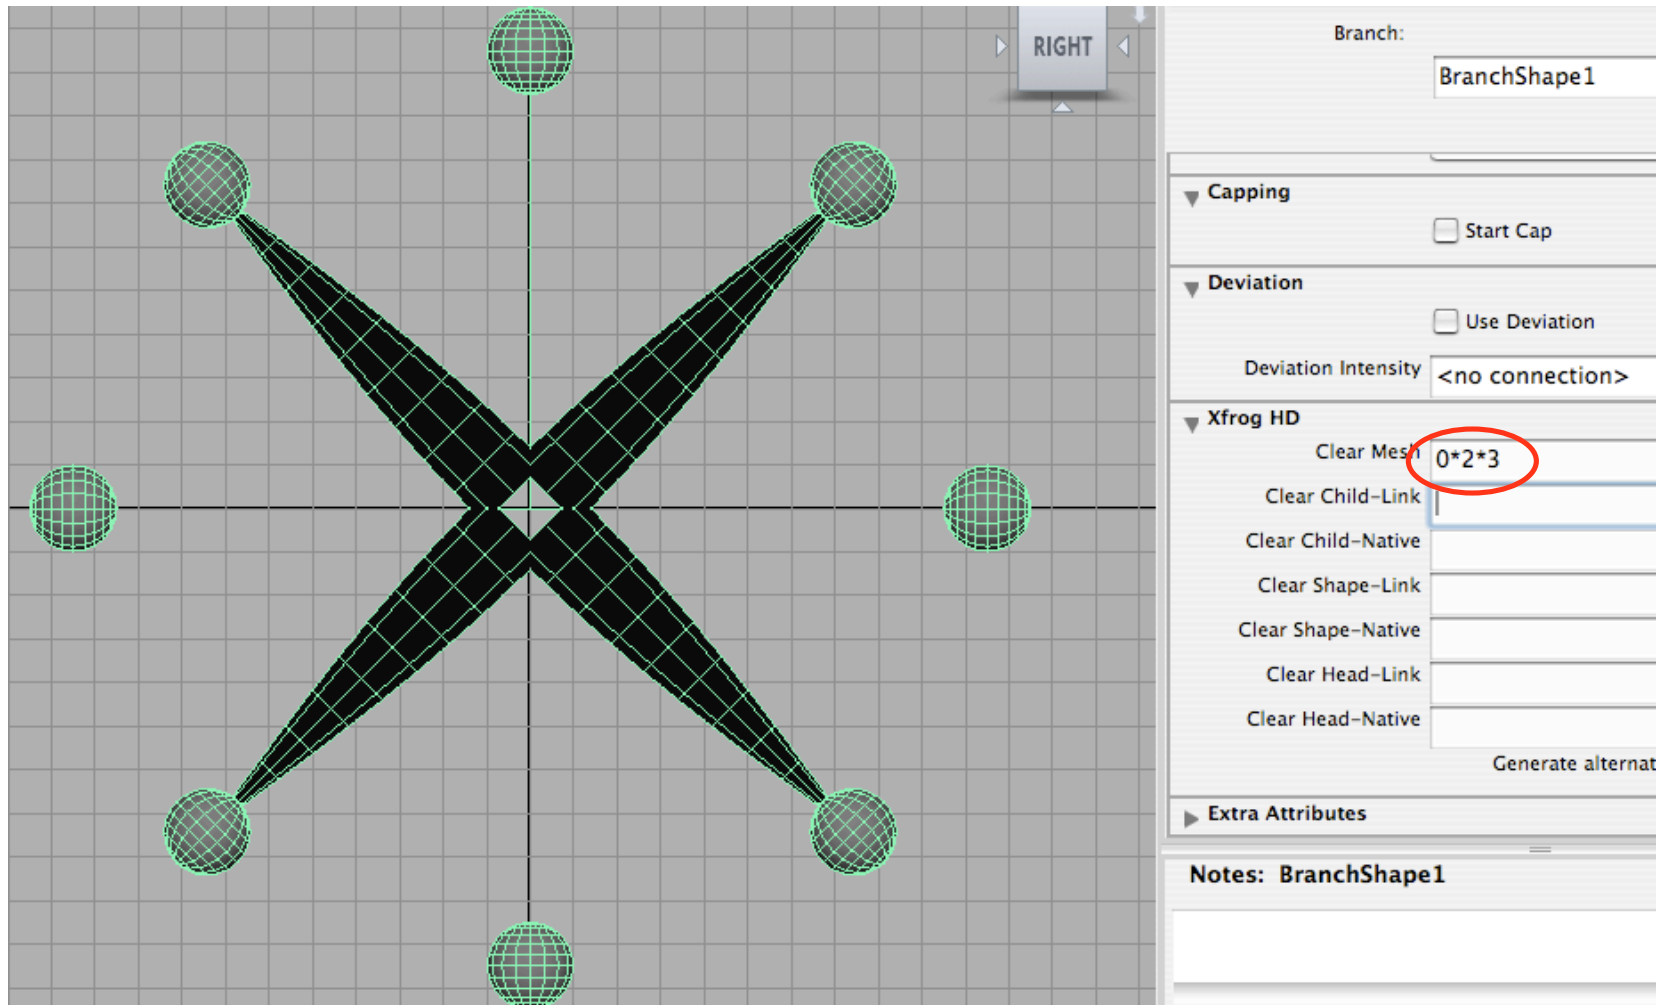 RIGHT
Branch:
BranchShape1
Capping
Start Cap
Deviation
Use Deviation
Deviation Intensity <no connection>
Xfrog HD
Clear Mesh 0*2*3
Clear Child-Link
Clear Child-Native
Clear Shape-Link
Clear Shape-Native
Clear Head-Link
Clear Head-Native
Generate alternat
Extra Attributes
Notes: BranchShape1